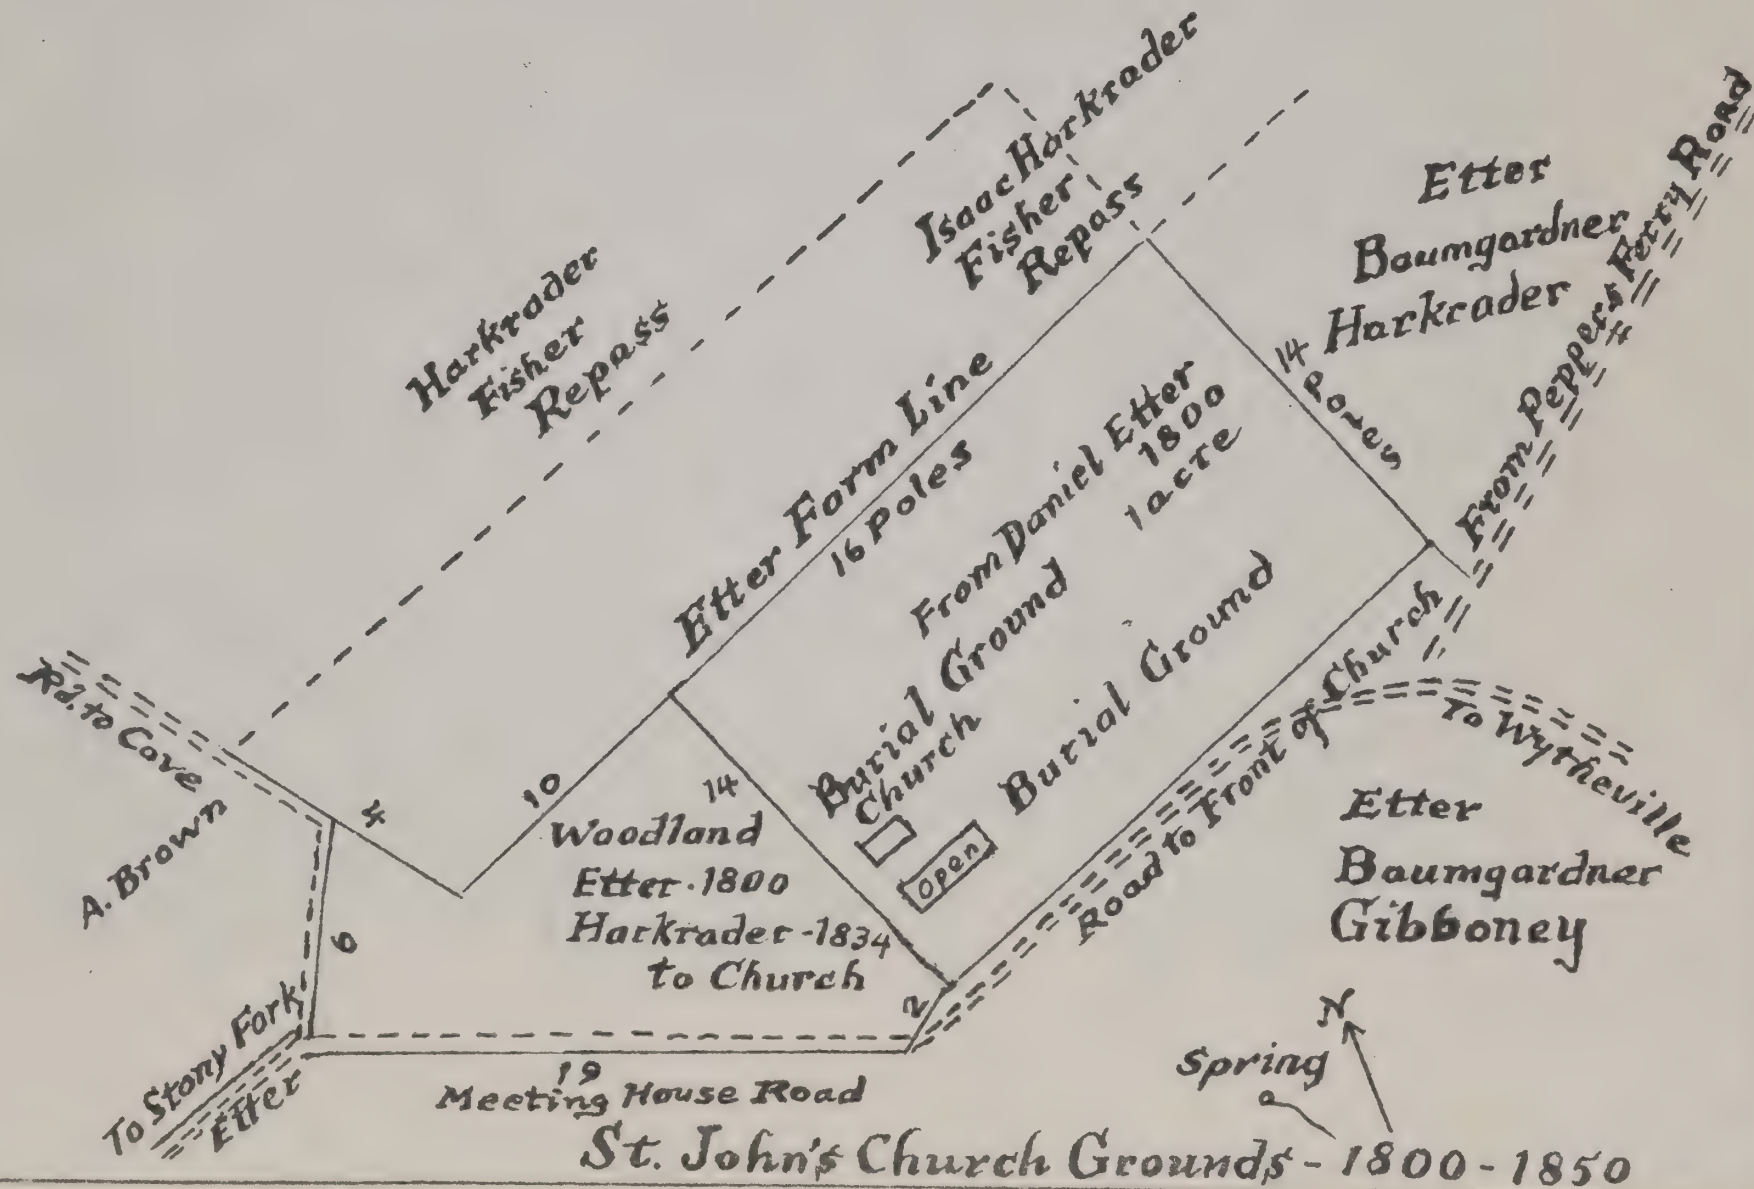 Isaac Harkrader
Fisher
Repass
Harkrader
Fisher
Repass
Etter
Baumgardner
Harkrader
From Peppers Ferry Road
Etter Farm Line
16 Poles
14 Poles
From Daniel Etter
1800
1 acre
Burial Ground
Church
Burial Ground
Open
Rd. to Cove
A. Brown
4
10
14
6
2
Woodland
Etter - 1800
Harkrader - 1834
to Church
Road to Front of Church
To Wytheville
Etter
Baumgardner
Gibboney
To Stony Fork
Etter
19
Meeting House Road
N
Spring
St. John's Church Grounds - 1800 - 1850